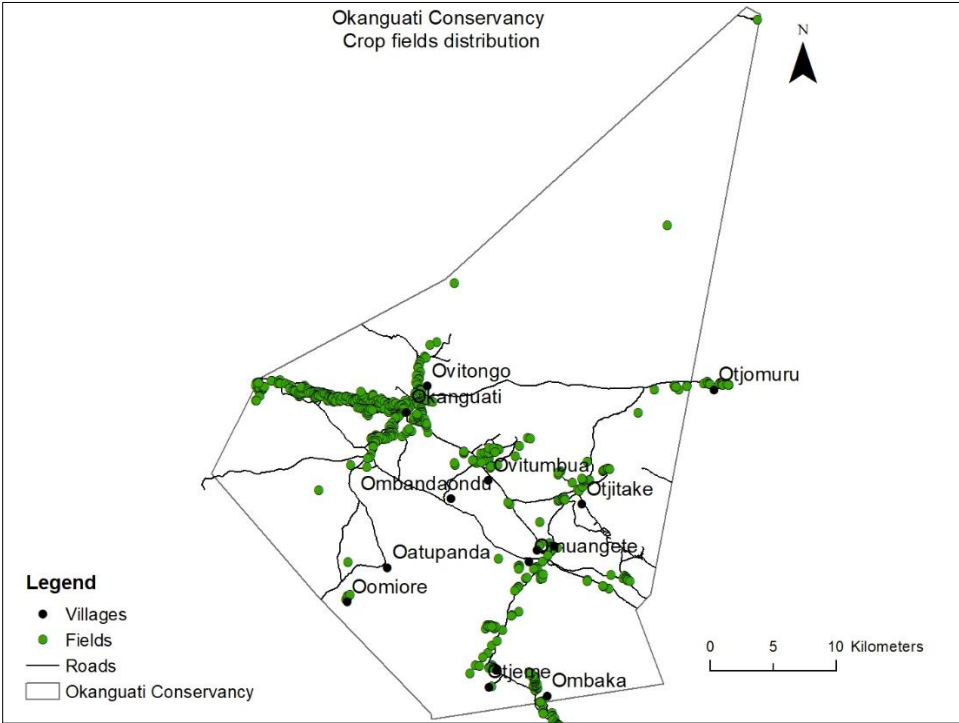 Okanguati Conservancy
Crop fields distribution
N
Otjomuru
Ovitongo
Okanguati
Ovitumbua
Ombandaondu
Otjitake
Omuangete
Oatupanda
Oomiore
Otjeme
Ombaka
Legend
Villages
Fields
Roads
Okanguati Conservancy
0 5 10 Kilometers